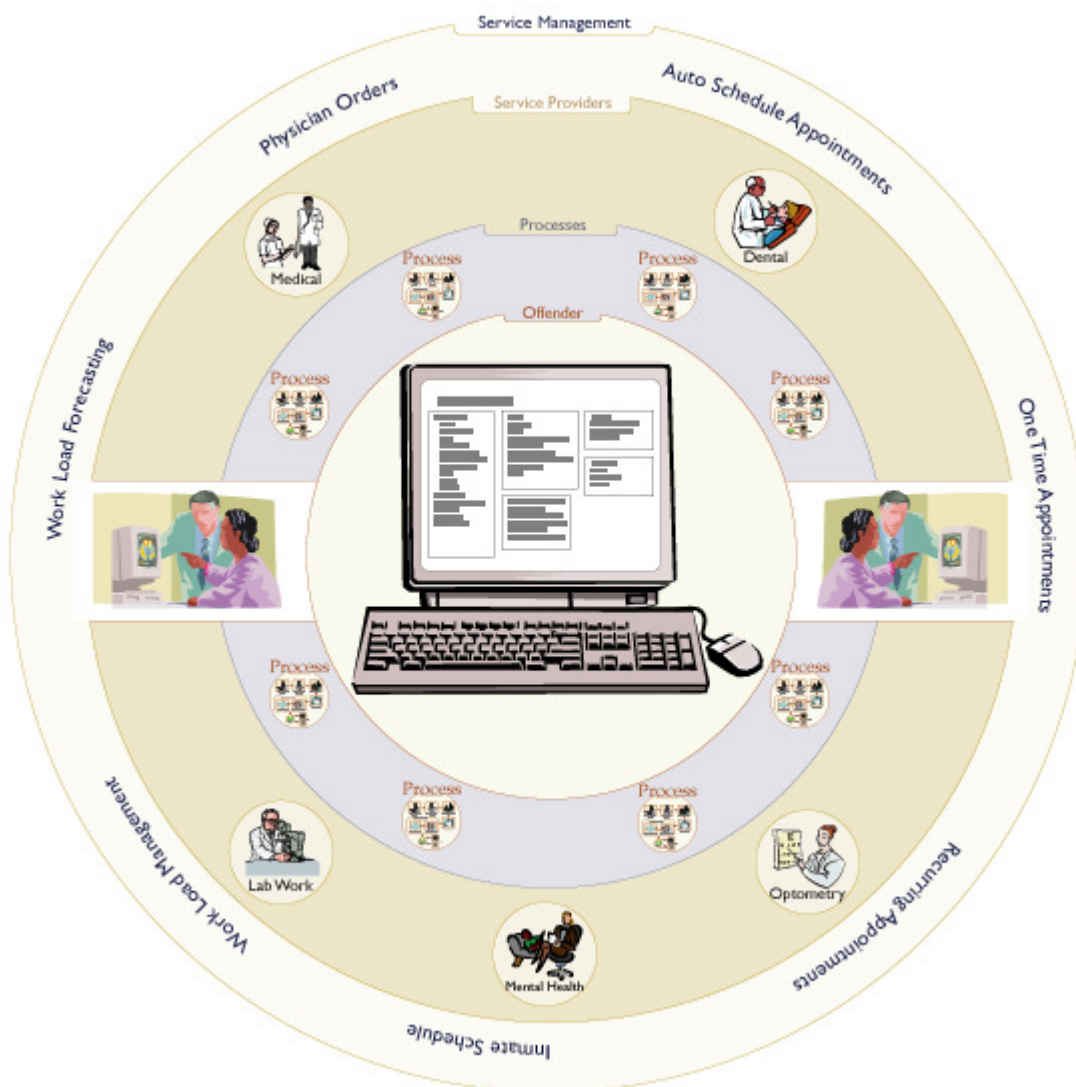 Service Management
Physician Orders
Auto Schedule Appointments
Service Providers
Medical
Dental
Processes
Process
Process
Offender
Process
Process
Work Load Forecasting
One Time Appointments
Process
Process
Process
Process
Work Load Management
Lab Work
Optometry
Recurring Appointments
Mental Health
Inmate Schedule